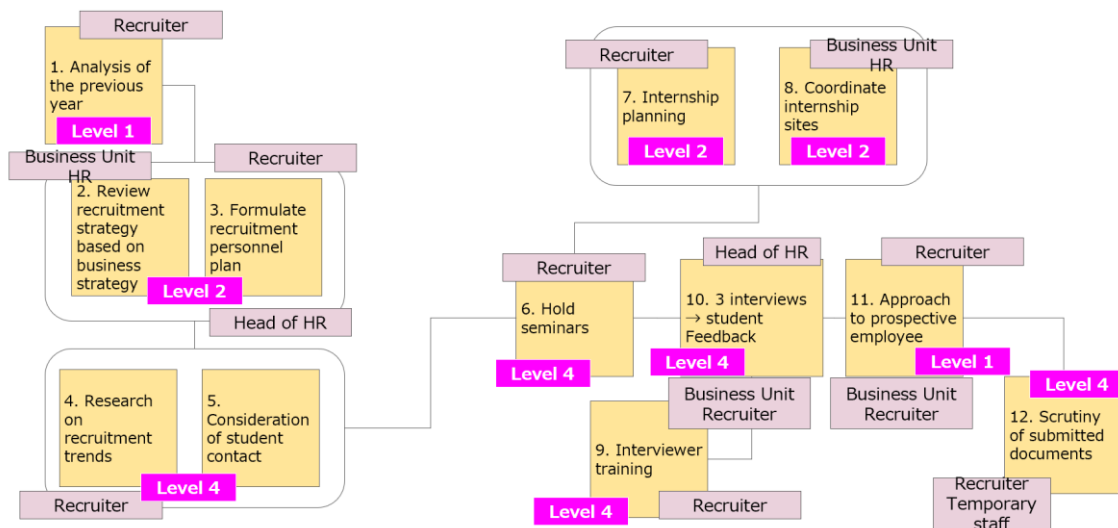 Recruiter
1. Analysis of
the previous
year
Level 1
Business Unit
HR
Recruiter
2. Review
recruitment
strategy
based on
business
strategy
3. Formulate
recruitment
personnel
plan
Level 2
Head of HR
4. Research
on
recruitment
trends
5.
Consideration
of student
contact
Level 4
Recruiter
Recruiter
7. Internship
planning
Level 2
Business Unit
HR
8. Coordinate
internship
sites
Level 2
Recruiter
6. Hold
seminars
Level 4
Head of HR
10. 3 interviews
→ student
Feedback
Level 4
Business Unit
Recruiter
9. Interviewer
training
Level 4
Recruiter
Recruiter
11. Approach
to prospective
employee
Level 1
Business Unit
Recruiter
Level 4
12. Scrutiny
of submitted
documents
Recruiter
Temporary
staff